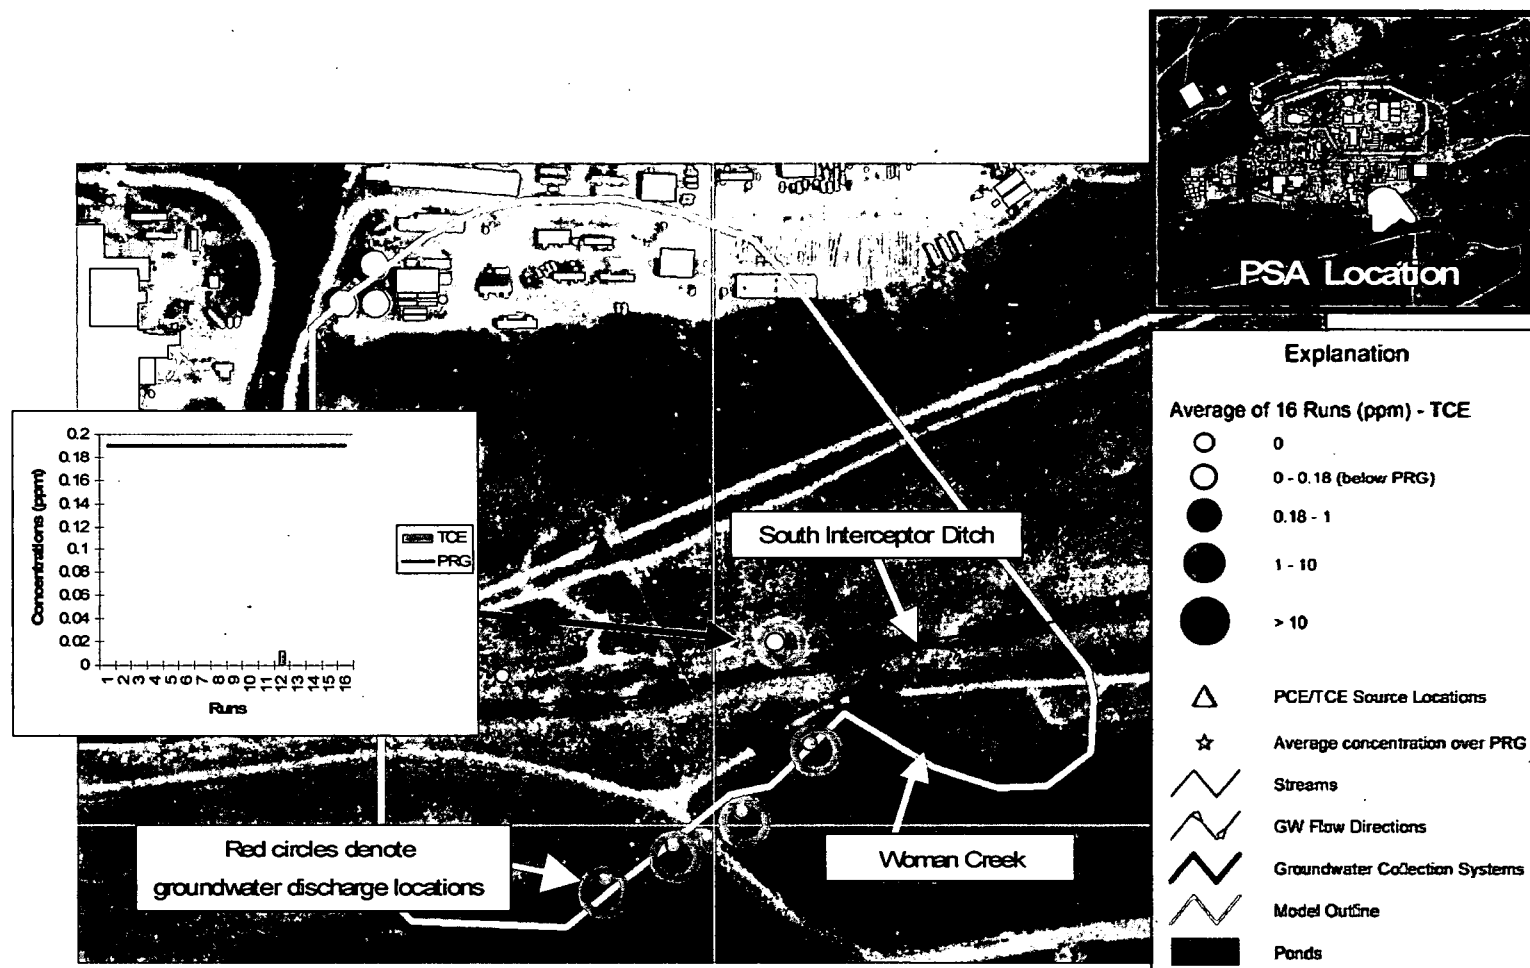 PSA Location
Explanation
Average of 16 Runs (ppm) - TCE
0
0 - 0.18 (below PRG)
0.18 - 1
1 - 10
> 10
PCE/TCE Source Locations
Average concentration over PRG
Streams
GW Flow Directions
Groundwater Collection Systems
Model Outline
Ponds
0.2
0.18
0.16
0.14
0.12
0.1
0.08
0.06
0.04
0.02
0
Concentrations (ppm)
1 2 3 4 5 6 7 8 9 10 11 12 13 14 15 16
Runs
TCE
PRG
South Interceptor Ditch
Woman Creek
Red circles denote
groundwater discharge locations